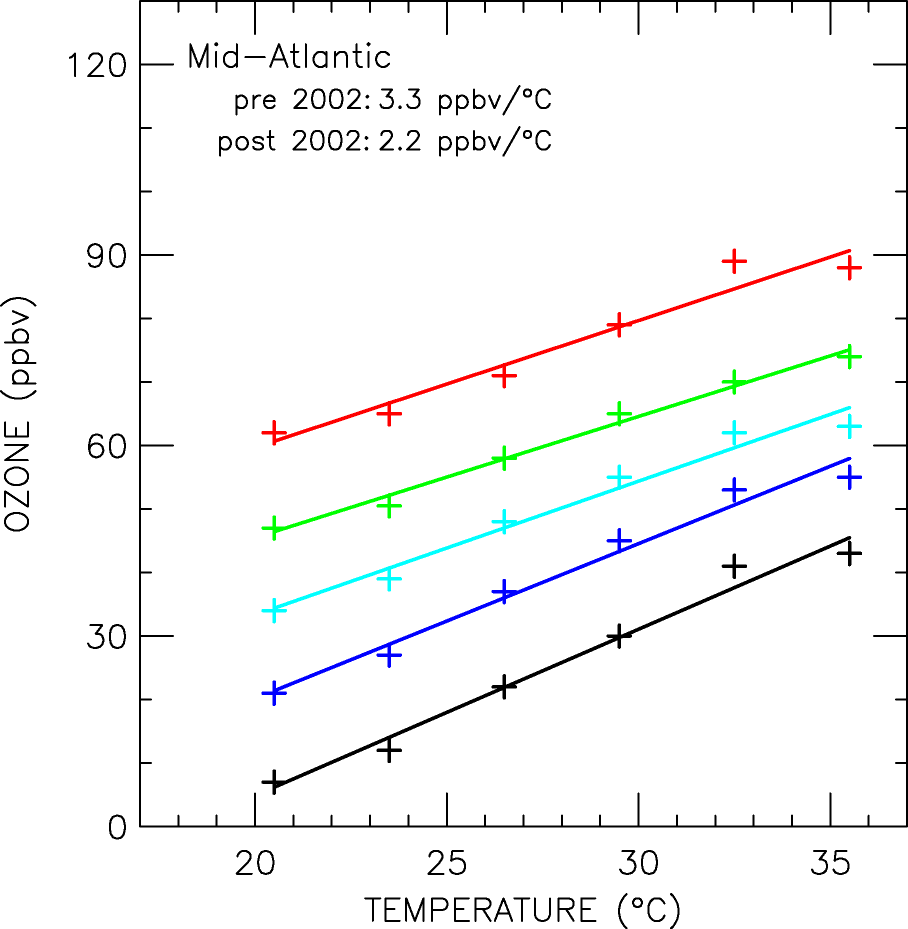 Mid-Atlantic
pre 2002: 3.3 ppbv/°C
post 2002: 2.2 ppbv/°C
120
90
60
30
0
OZONE (ppbv)
20 25 30 35
TEMPERATURE (°C)